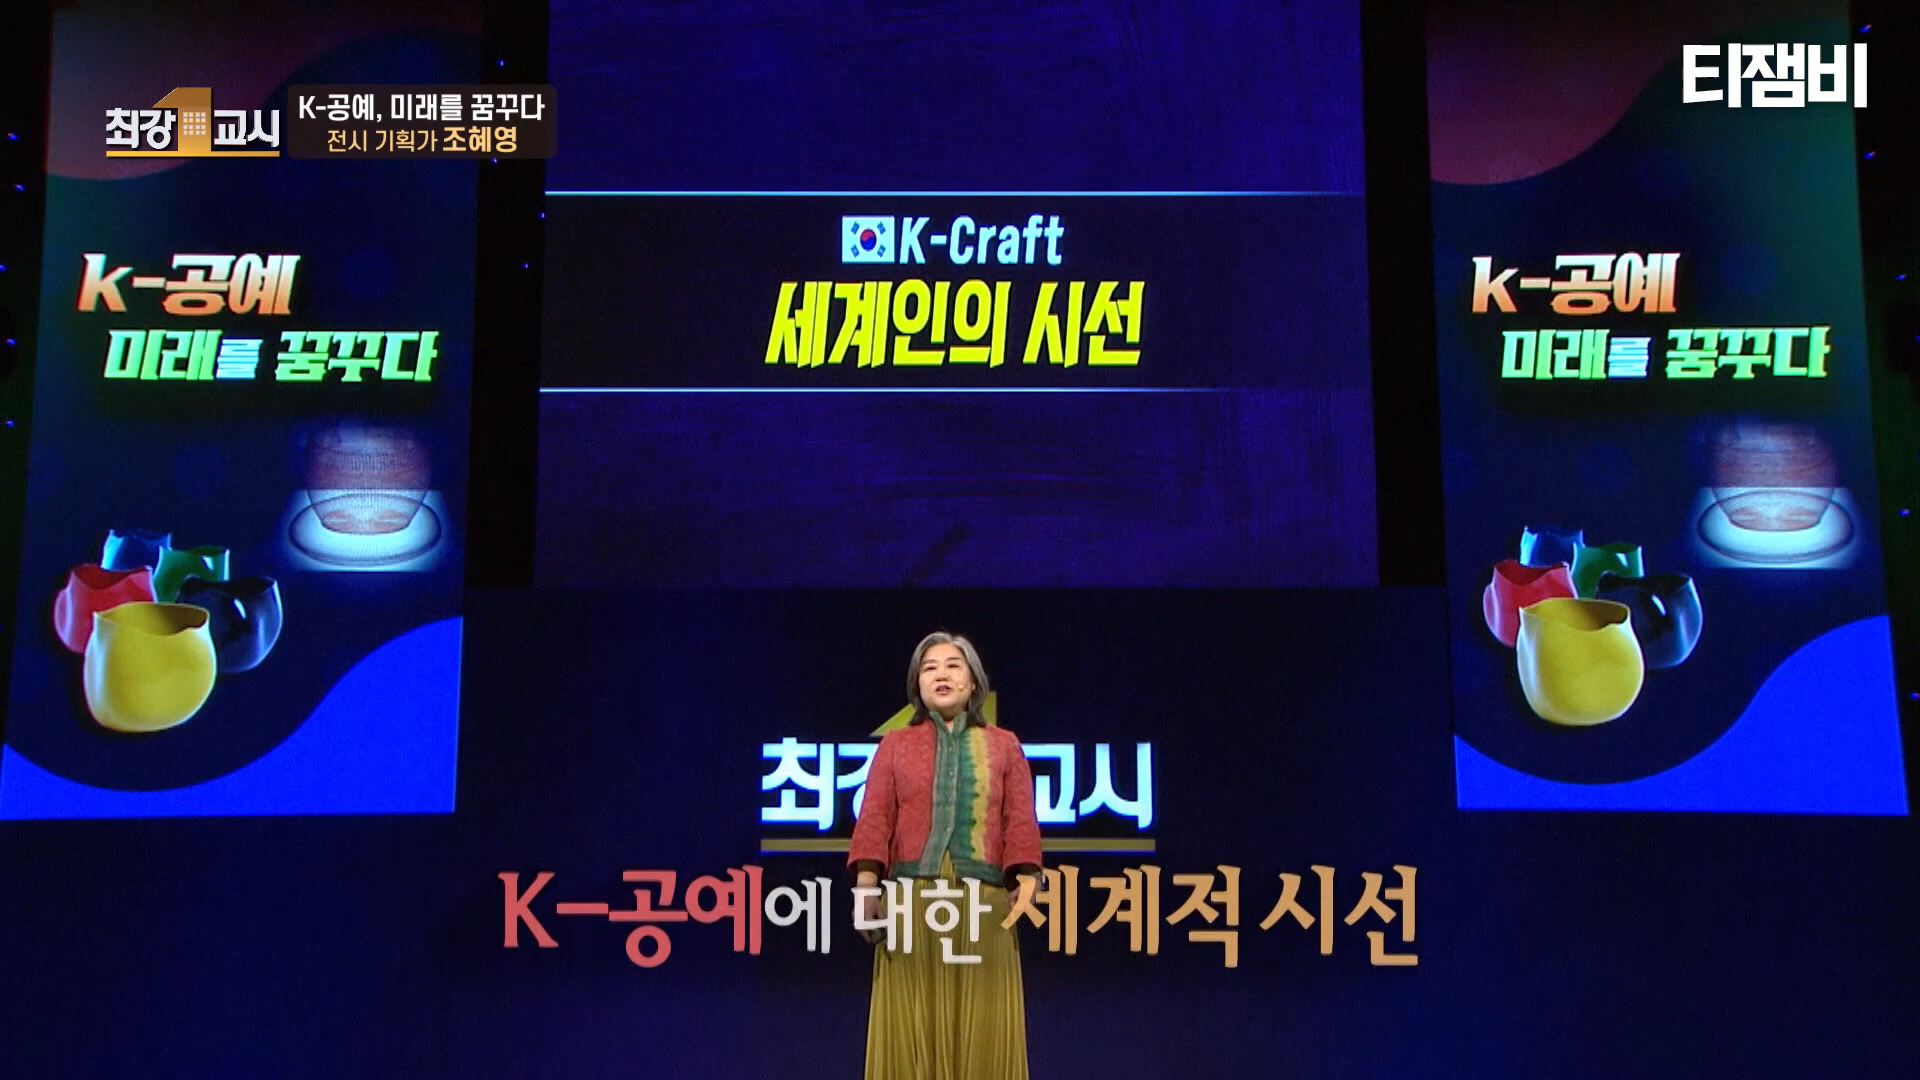 티잼비
최강1교시
K-공예, 미래를 꿈꾸다
전시 기획가 조혜영
K-Craft
세계인의 시선
k-공예
미래를 꿈꾸다
k-공예
미래를 꿈꾸다
최강 교시
K-공예에 대한 세계적 시선